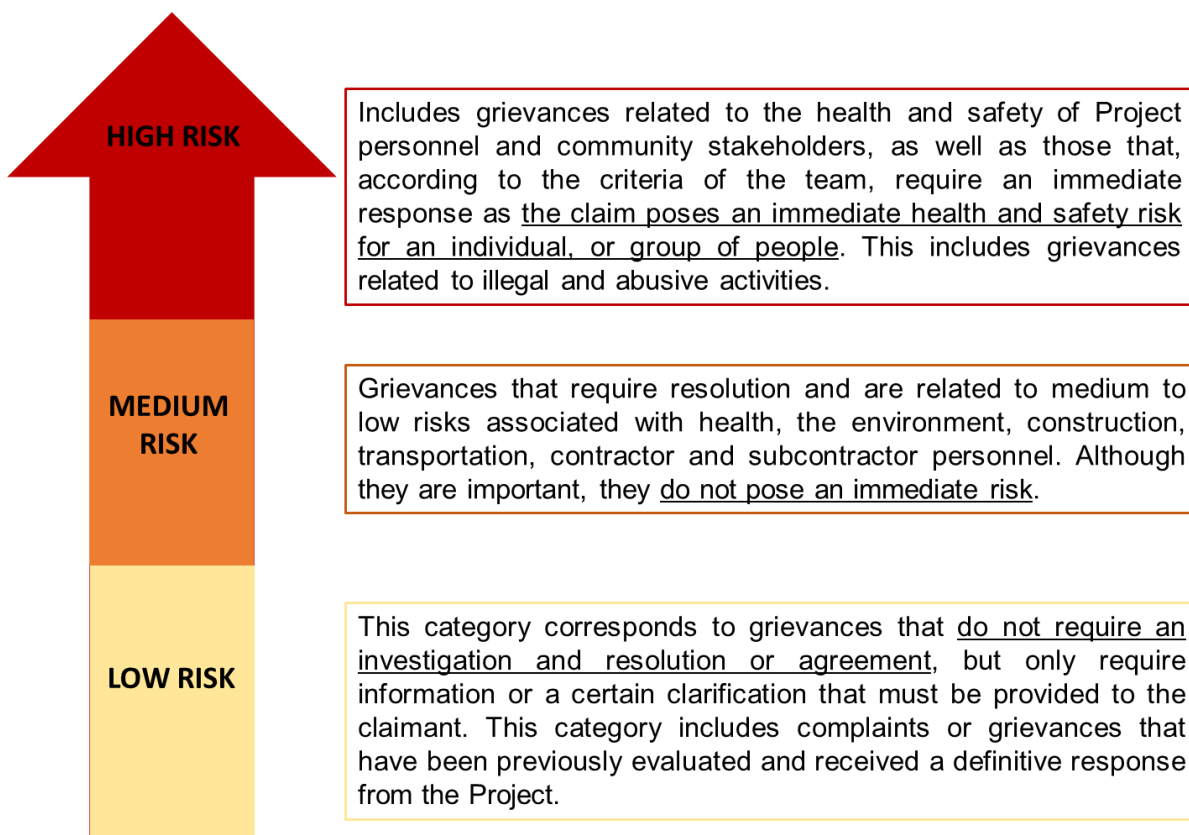 HIGH RISK
Includes grievances related to the health and safety of Project
personnel and community stakeholders, as well as those that,
according to the criteria of the team, require an immediate
response as the claim poses an immediate health and safety risk
for an individual, or group of people. This includes grievances
related to illegal and abusive activities.
MEDIUM
RISK
Grievances that require resolution and are related to medium to
low risks associated with health, the environment, construction,
transportation, contractor and subcontractor personnel. Although
they are important, they do not pose an immediate risk.
LOW RISK
This category corresponds to grievances that do not require an
investigation and resolution or agreement, but only require
information or a certain clarification that must be provided to the
claimant. This category includes complaints or grievances that
have been previously evaluated and received a definitive response
from the Project.